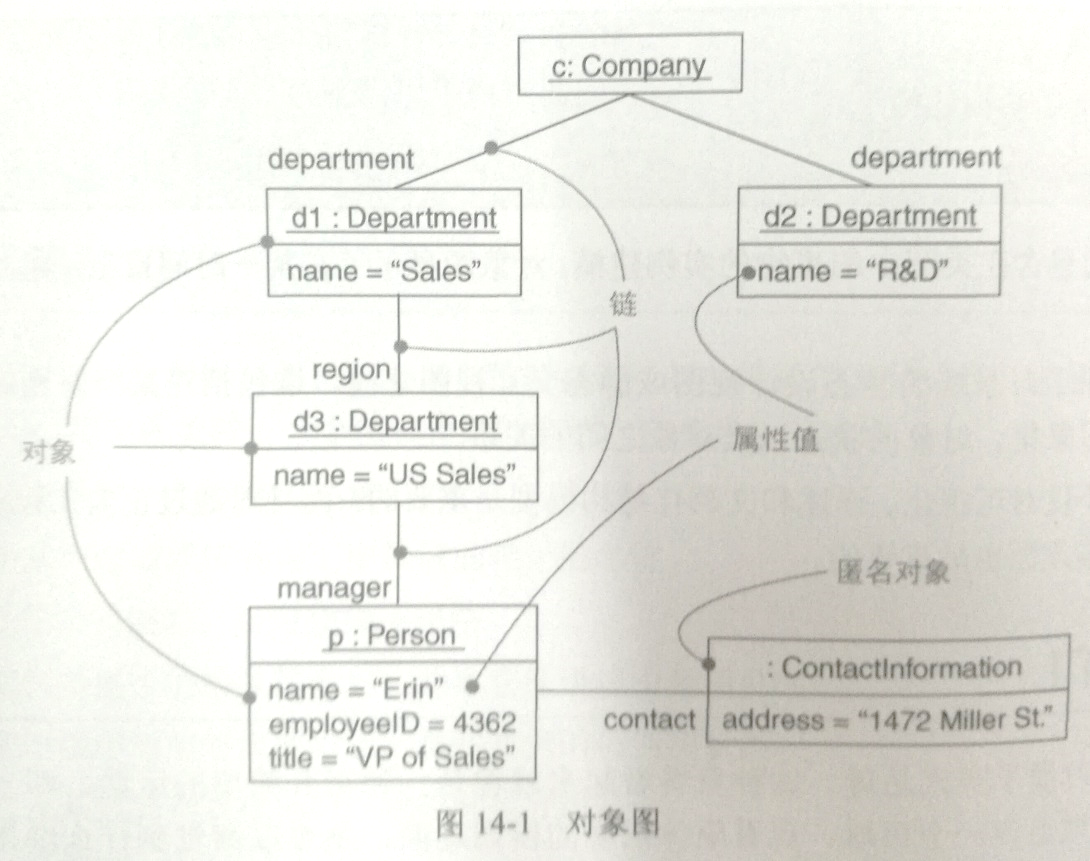 c: Company
department
department
d1 : Department
name = “Sales”
d2 : Department
name = “R&D”
链
region
d3 : Department
name = “US Sales”
对象
属性值
匿名对象
manager
p : Person
name = “Erin”
employeeID = 4362
title = “VP of Sales”
: ContactInformation
contact
address = “1472 Miller St.”
图 14-1 对象图